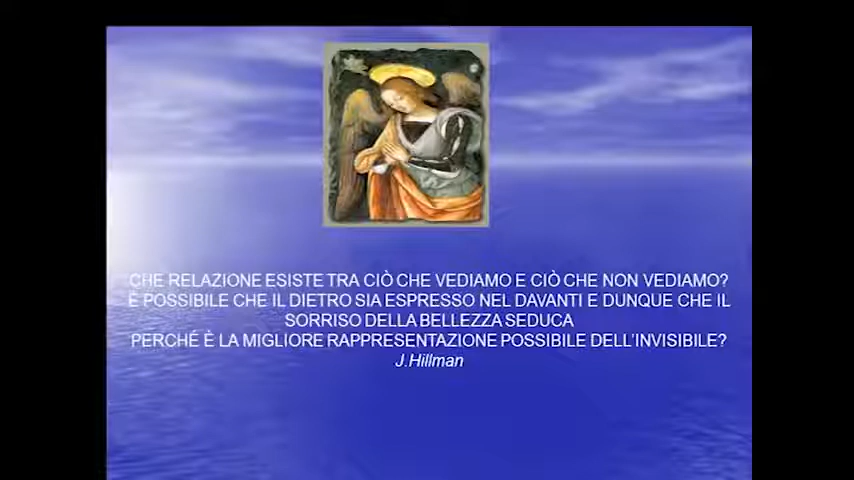 CHE RELAZIONE ESISTE TRA CIÒ CHE VEDIAMO E CIÒ CHE NON VEDIAMO?
È POSSIBILE CHE IL DIETRO SIA ESPRESSO NEL DAVANTI E DUNQUE CHE IL
SORRISO DELLA BELLEZZA SEDUCA
PERCHÉ È LA MIGLIORE RAPPRESENTAZIONE POSSIBILE DELL'INVISIBILE?
J.Hillman